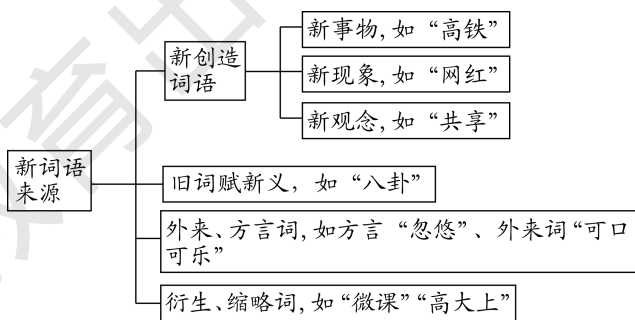 新创造
词语
新事物,如“高铁”
新现象,如“网红”
新观念,如“共享”
新词语
来源
旧词赋新义,如“八卦”
外来、方言词,如方言“忽悠”、外来词“可口
可乐”
衍生、缩略词,如“微课”“高大上”